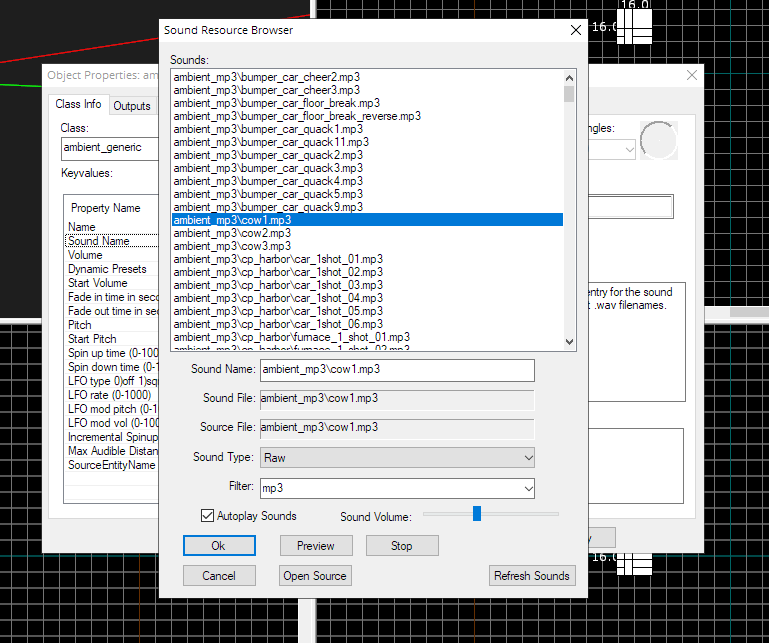 16.0
16.0
Sound Resource Browser
Object Properties: am
Class Info
Outputs
Class:
ambient_generic
Keyvalues:
Property Name
Name
Sound Name
Volume
Dynamic Presets
Start Volume
Fade in time in seco
Fade out time in sec
Pitch
Start Pitch
Spin up time (0-100
Spin down time (0-1
LFO type 0)off 1)sq
LFO rate (0-1000)
LFO mod pitch (0-1
LFO mod vol (0-100
Incremental Spinup
Max Audible Distan
SourceEntityName
Sounds:
ambient_mp3\bumper_car_cheer2.mp3
ambient_mp3\bumper_car_cheer3.mp3
ambient_mp3\bumper_car_floor_break.mp3
ambient_mp3\bumper_car_floor_break_reverse.mp3
ambient_mp3\bumper_car_quack1.mp3
ambient_mp3\bumper_car_quack11.mp3
ambient_mp3\bumper_car_quack2.mp3
ambient_mp3\bumper_car_quack3.mp3
ambient_mp3\bumper_car_quack4.mp3
ambient_mp3\bumper_car_quack5.mp3
ambient_mp3\bumper_car_quack9.mp3
ambient_mp3\cow1.mp3
ambient_mp3\cow2.mp3
ambient_mp3\cow3.mp3
ambient_mp3\cp_harbor\car_1shot_01.mp3
ambient_mp3\cp_harbor\car_1shot_02.mp3
ambient_mp3\cp_harbor\car_1shot_03.mp3
ambient_mp3\cp_harbor\car_1shot_04.mp3
ambient_mp3\cp_harbor\car_1shot_05.mp3
ambient_mp3\cp_harbor\car_1shot_06.mp3
ambient_mp3\cp_harbor\furnace_1_shot_01.mp3
ambient_mp3\cp_harbor\furnace_1_shot_02.mp3
Sound Name: ambient_mp3\cow1.mp3
Sound File: ambient_mp3\cow1.mp3
Source File: ambient_mp3\cow1.mp3
Sound Type: Raw
Filter: mp3
Autoplay Sounds
Sound Volume:
Ok
Preview
Stop
Cancel
Open Source
Refresh Sounds
ngles:
entry for the sound
t .wav filenames.
y
16.0